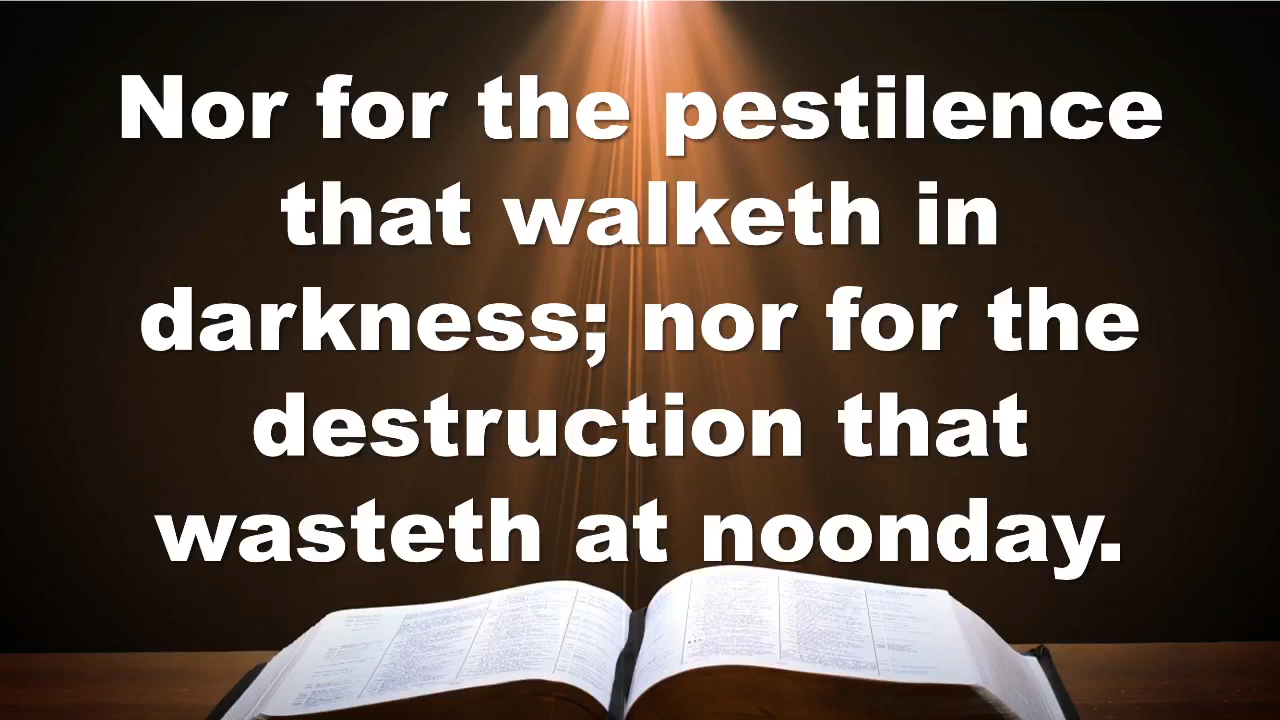 Nor for the pestilence
that walketh in
darkness; nor for the
destruction that
wasteth at noonday.